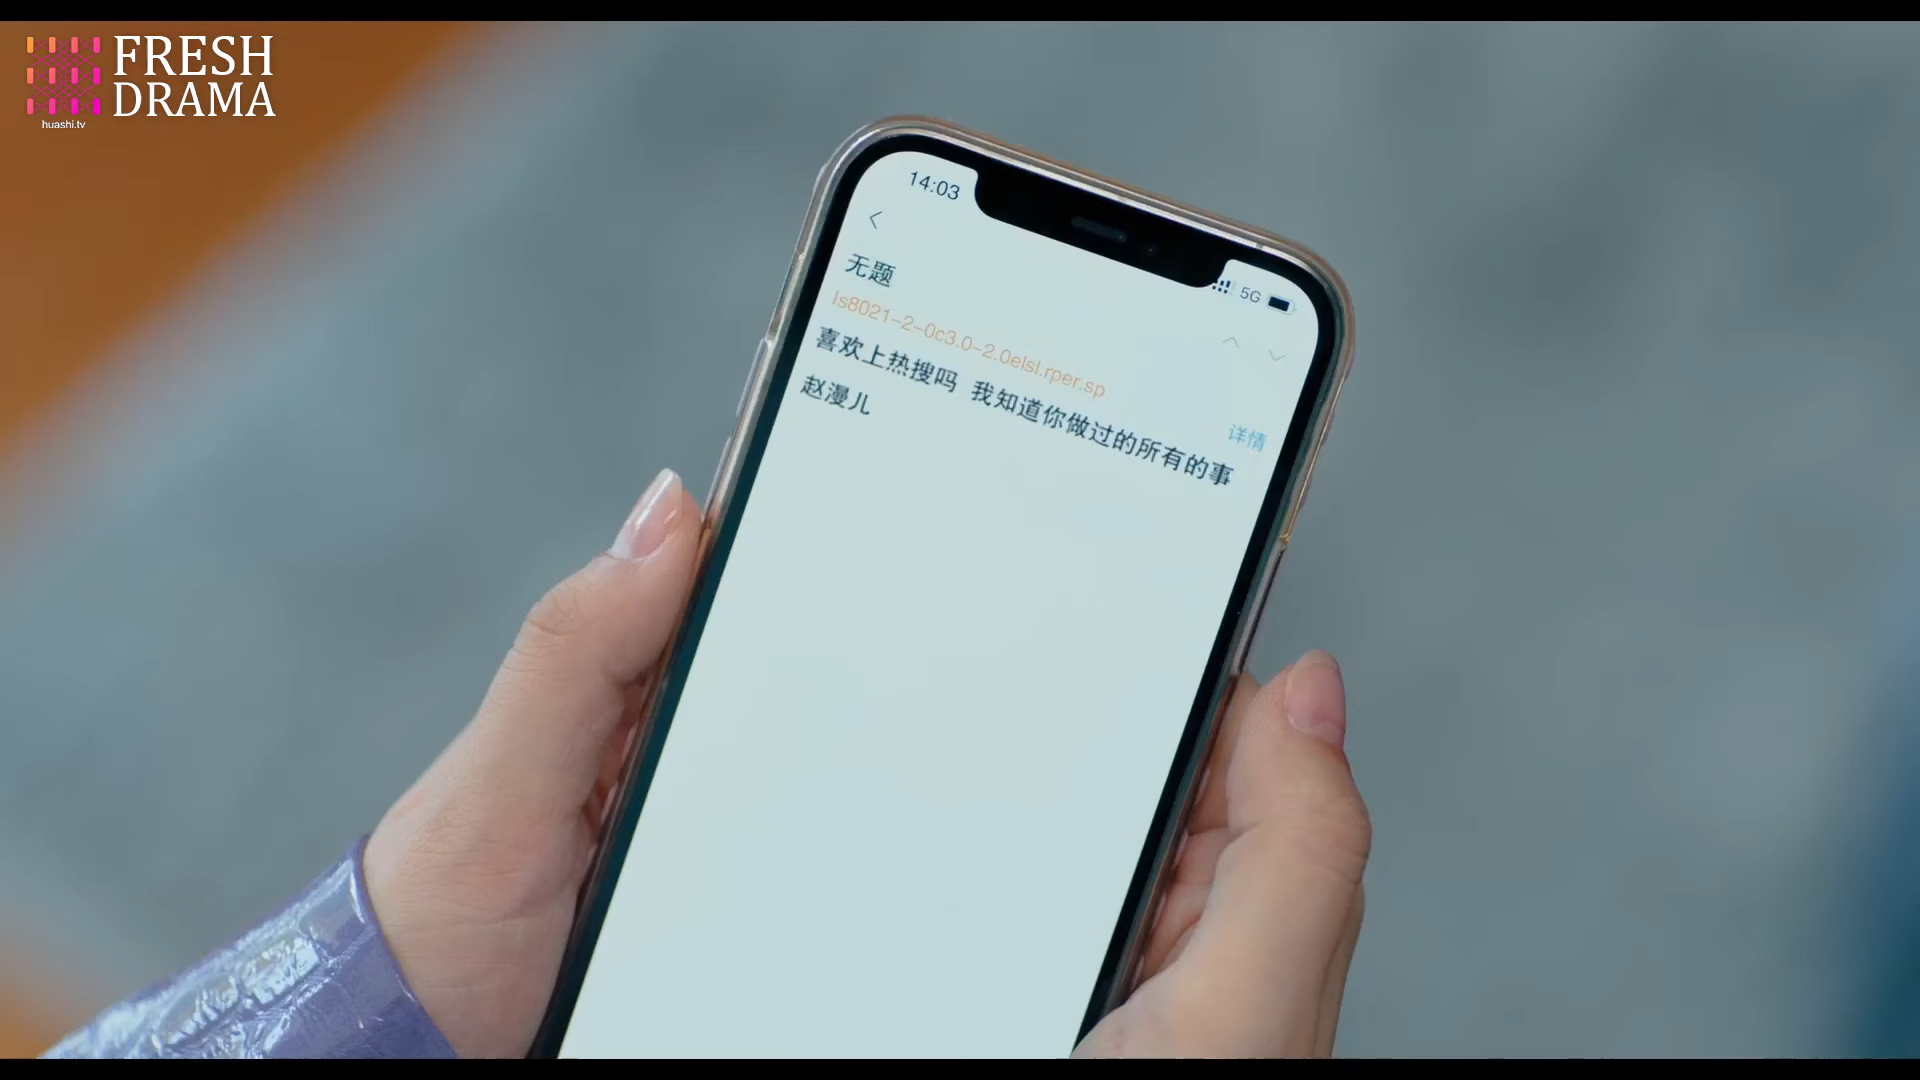 FRESH
DRAMA
huashi.tv
14:03
5G
无题
ls8021-2-0c3.0-2.0elsl.rper.sp
详情
喜欢上热搜吗 我知道你做过的所有的事
赵漫儿